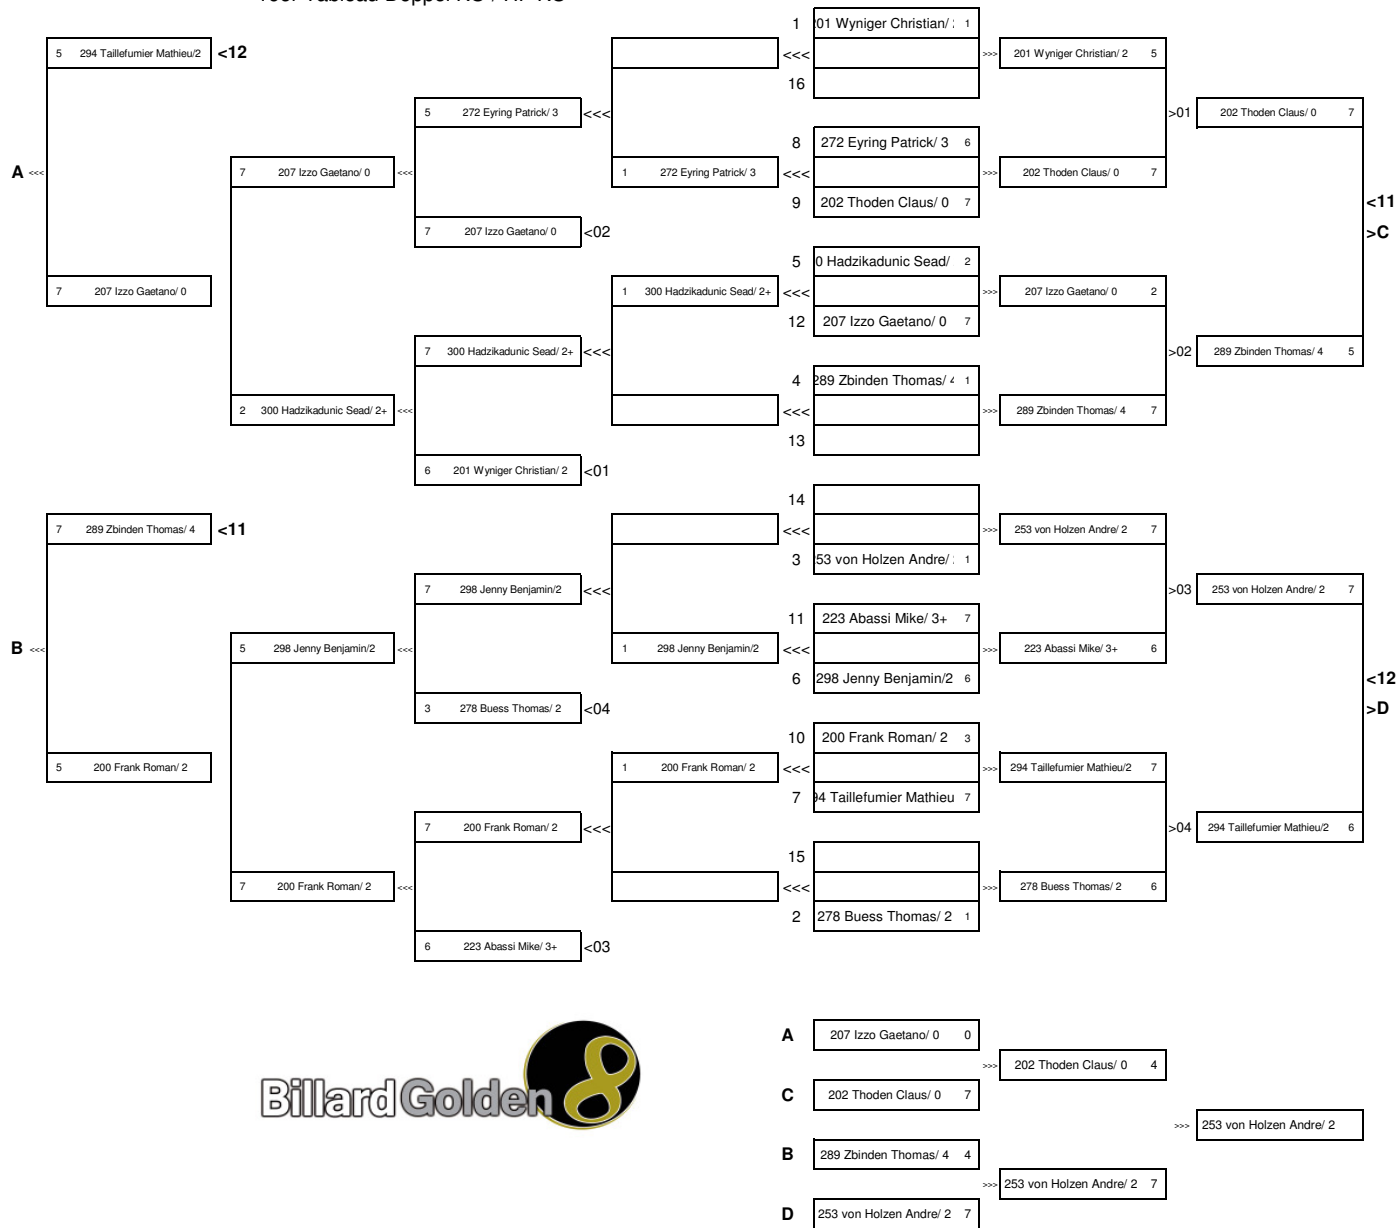 1 201 Wyniger Christian/ 1
5 294 Taillefumier Mathieu/2 <12 <<< >>> 201 Wyniger Christian/ 2 5
16
5 272 Eyring Patrick/ 3 <<< >01 202 Thoden Claus/ 0 7
8 272 Eyring Patrick/ 3 6
A <<< 7 207 Izzo Gaetano/ 0 <<< 1 272 Eyring Patrick/ 3 <<< >>> 202 Thoden Claus/ 0 7
9 202 Thoden Claus/ 0 7 <11
7 207 Izzo Gaetano/ 0 <02 >C
5 0 Hadzikadunic Sead/ 2
7 207 Izzo Gaetano/ 0 1 300 Hadzikadunic Sead/ 2+ <<< >>> 207 Izzo Gaetano/ 0 2
12 207 Izzo Gaetano/ 0 7
7 300 Hadzikadunic Sead/ 2+ <<< >02 289 Zbinden Thomas/ 4 5
4 289 Zbinden Thomas/ 4 1
2 300 Hadzikadunic Sead/ 2+ <<< <<< >>> 289 Zbinden Thomas/ 4 7
13
6 201 Wyniger Christian/ 2 <01
14
7 289 Zbinden Thomas/ 4 <11 <<< >>> 253 von Holzen Andre/ 2 7
3 53 von Holzen Andre/ 1
7 298 Jenny Benjamin/2 <<< >03 253 von Holzen Andre/ 2 7
11 223 Abassi Mike/ 3+ 7
B <<< 5 298 Jenny Benjamin/2 <<< 1 298 Jenny Benjamin/2 <<< >>> 223 Abassi Mike/ 3+ 6
6 298 Jenny Benjamin/2 6 <12
3 278 Buess Thomas/ 2 <04 >D
10 200 Frank Roman/ 2 3
5 200 Frank Roman/ 2 1 200 Frank Roman/ 2 <<< >>> 294 Taillefumier Mathieu/2 7
7 94 Taillefumier Mathieu 7
7 200 Frank Roman/ 2 <<< >04 294 Taillefumier Mathieu/2 6
15
7 200 Frank Roman/ 2 <<< <<< >>> 278 Buess Thomas/ 2 6
2 278 Buess Thomas/ 2 1
6 223 Abassi Mike/ 3+ <03
A 207 Izzo Gaetano/ 0 0
>>> 202 Thoden Claus/ 0 4
Billard Golden 8
C 202 Thoden Claus/ 0 7
>>> 253 von Holzen Andre/ 2
B 289 Zbinden Thomas/ 4 4
>>> 253 von Holzen Andre/ 2 7
D 253 von Holzen Andre/ 2 7